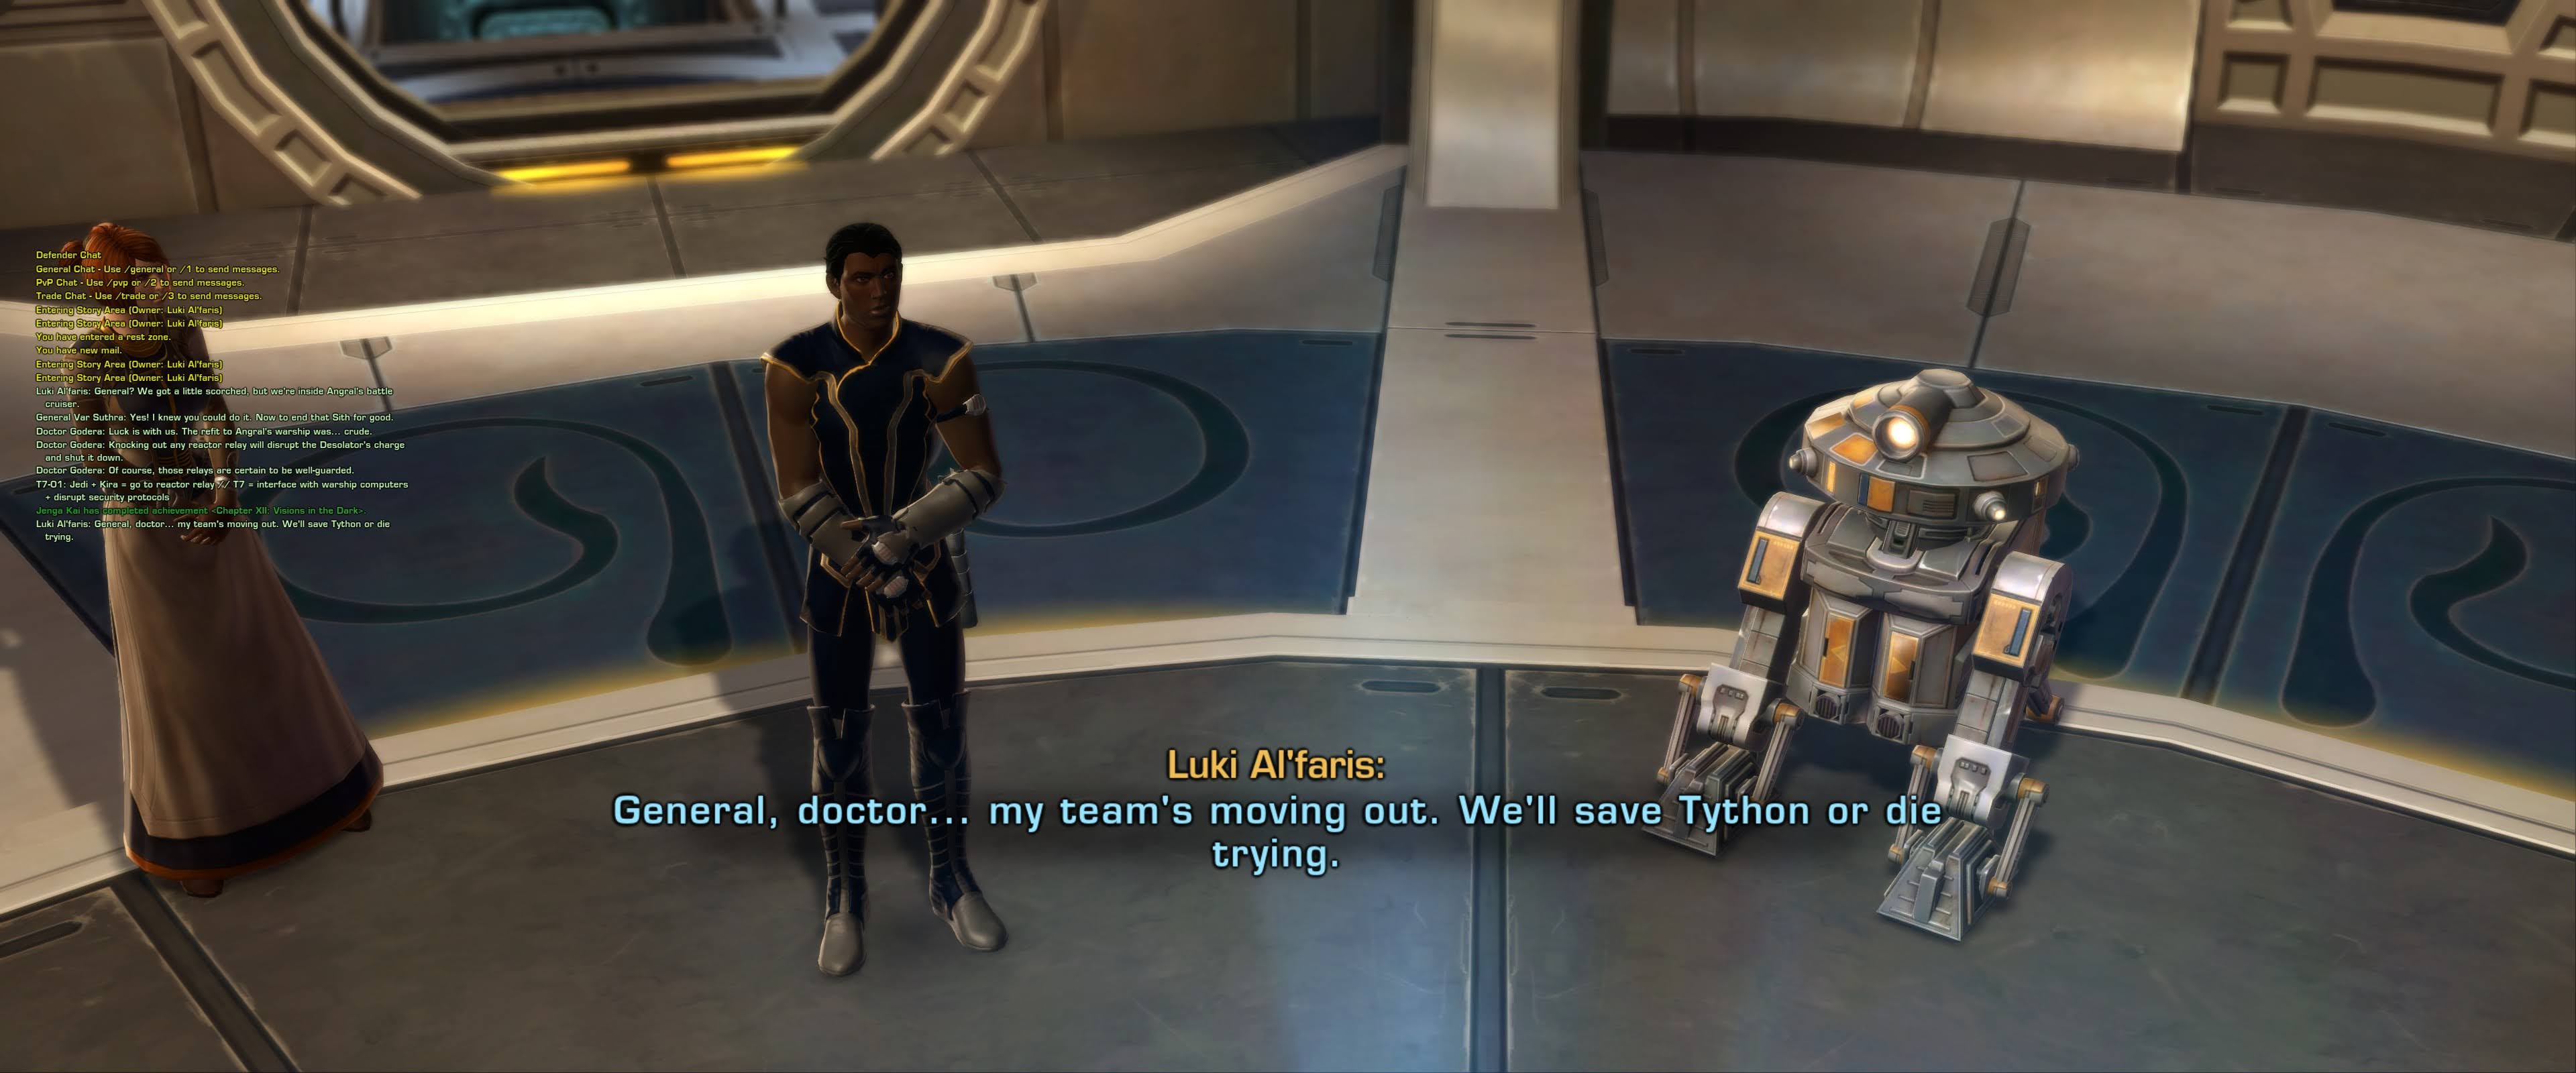 Defender Chat
General Chat - Use /general or /1 to send messages.
PvP Chat - Use /pvp or /2 to send messages.
Trade Chat - Use /trade or /3 to send messages.
Entering Story Area (Owner: Luki Al'faris)
Entering Story Area (Owner: Luki Al'faris)
You have entered a rest zone.
You have new mail.
Entering Story Area (Owner: Luki Al'faris)
Entering Story Area (Owner: Luki Al'faris)
Luki Al'faris: General? We got a little scorched, but we're inside Angral's battle
cruiser.
General Var Suthra: Yes! I knew you could do it. Now to end that Sith for good.
Doctor Godera: Luck is with us. The refit to Angral's warship was... crude.
Doctor Godera: Knocking out any reactor relay will disrupt the Desolator's charge
and shut it down.
Doctor Godera: Of course, those relays are certain to be well-guarded.
T7-01: Jedi + Kira = go to reactor relay // T7 = interface with warship computers
+ disrupt security protocols
Jenga Kai has completed achievement <Chapter XII: Visions in the Dark>.
Luki Al'faris: General, doctor... my team's moving out. We'll save Tython or die
trying.
Luki Al'faris:
General, doctor... my team's moving out. We'll save Tython or die
trying.